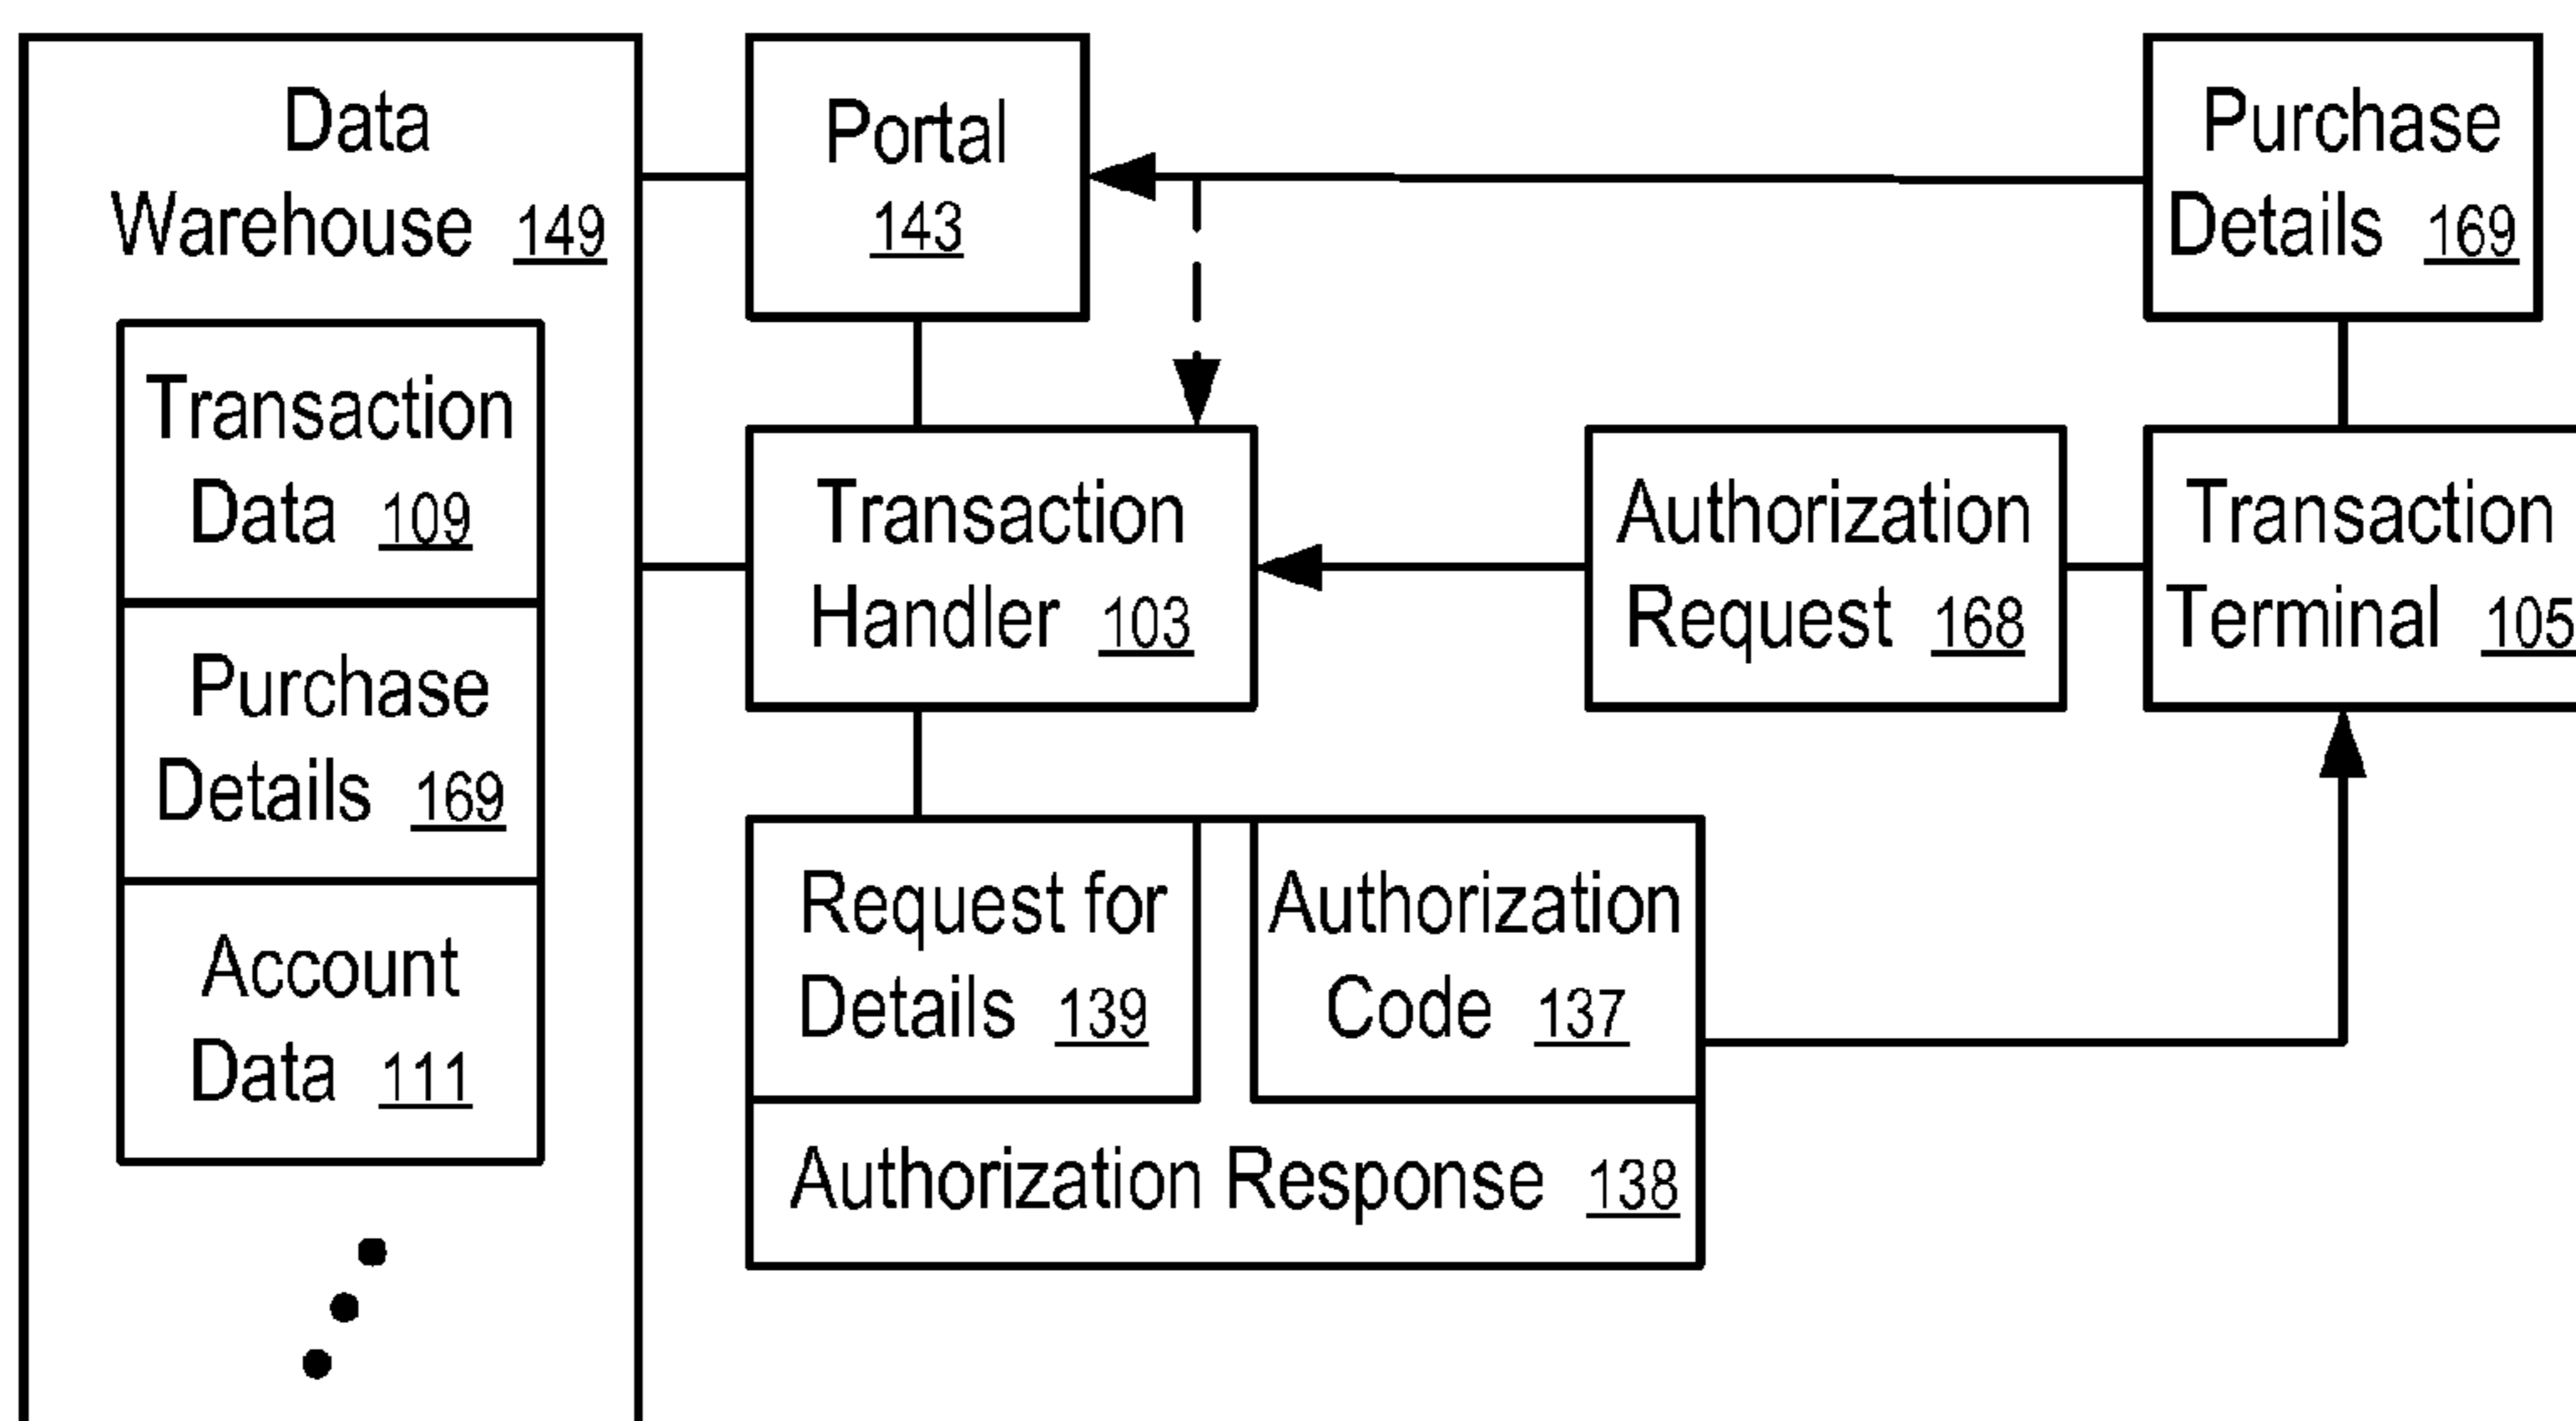 Data
Warehouse 149
Transaction
Data 109
Purchase
Details 169
Account
Data 111
Portal
143
Purchase
Details 169
Transaction
Handler 103
Authorization
Request 168
Transaction
Terminal 105
Request for
Details 139
Authorization
Code 137
Authorization Response 138